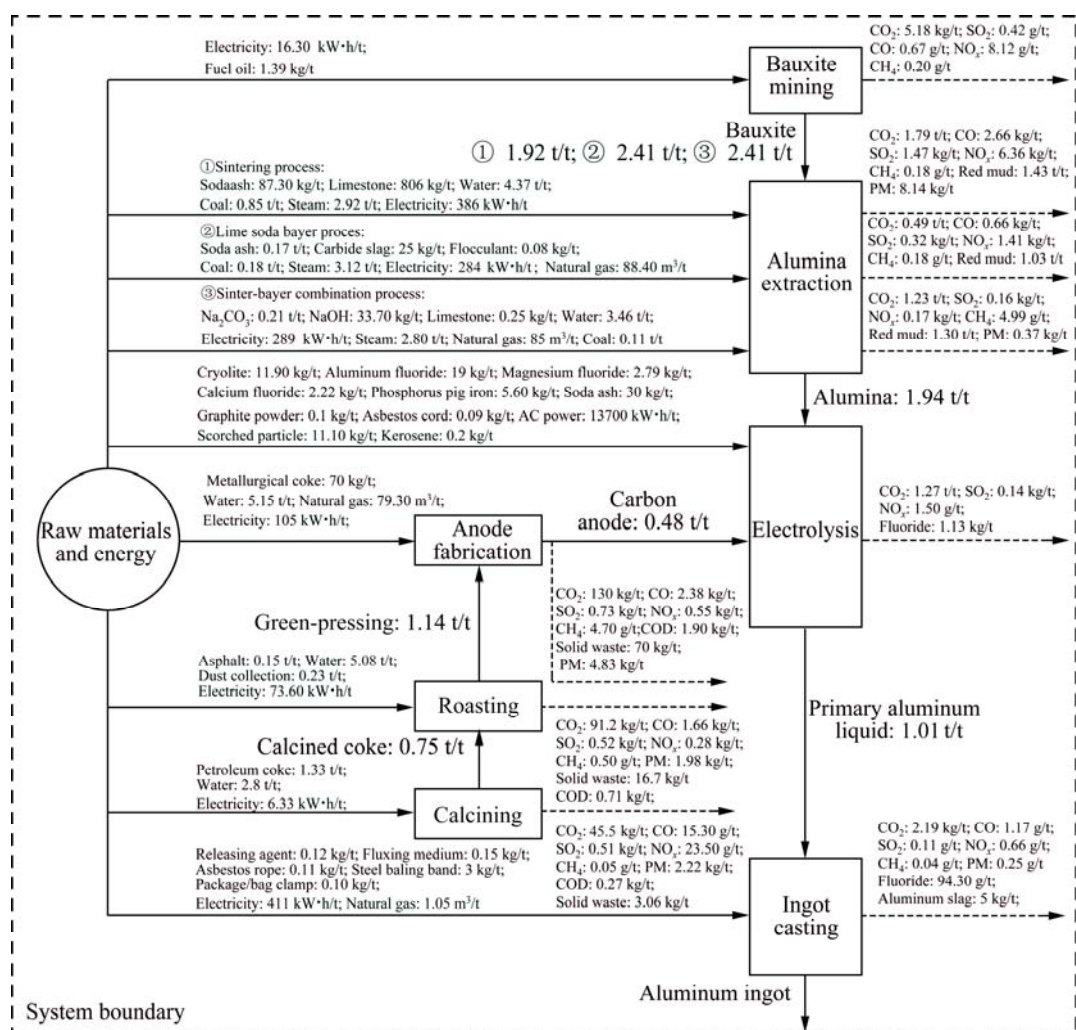 Electricity: 16.30 kW·h/t;
Fuel oil: 1.39 kg/t
Bauxite
mining
CO₂: 5.18 kg/t; SO₂: 0.42 g/t;
CO: 0.67 g/t; NOₓ: 8.12 g/t;
CH₄: 0.20 g/t
Bauxite
① 1.92 t/t; ② 2.41 t/t; ③ 2.41 t/t
①Sintering process:
Sodaash: 87.30 kg/t; Limestone: 806 kg/t; Water: 4.37 t/t;
Coal: 0.85 t/t; Steam: 2.92 t/t; Electricity: 386 kW·h/t
②Lime soda bayer proces:
Soda ash: 0.17 t/t; Carbide slag: 25 kg/t; Flocculant: 0.08 kg/t;
Coal: 0.18 t/t; Steam: 3.12 t/t; Electricity: 284 kW·h/t; Natural gas: 88.40 m³/t
③Sinter-bayer combination process:
Na₂CO₃: 0.21 t/t; NaOH: 33.70 kg/t; Limestone: 0.25 kg/t; Water: 3.46 t/t;
Electricity: 289 kW·h/t; Steam: 2.80 t/t; Natural gas: 85 m³/t; Coal: 0.11 t/t
Alumina
extraction
CO₂: 1.79 t/t; CO: 2.66 kg/t;
SO₂: 1.47 kg/t; NOₓ: 6.36 kg/t;
CH₄: 0.18 g/t; Red mud: 1.43 t/t;
PM: 8.14 kg/t
CO₂: 0.49 t/t; CO: 0.66 kg/t;
SO₂: 0.32 kg/t; NOₓ: 1.41 kg/t;
CH₄: 0.18 g/t; Red mud: 1.03 t/t
CO₂: 1.23 t/t; SO₂: 0.16 kg/t;
NOₓ: 0.17 kg/t; CH₄: 4.99 g/t;
Red mud: 1.30 t/t; PM: 0.37 kg/t
Cryolite: 11.90 kg/t; Aluminum fluoride: 19 kg/t; Magnesium fluoride: 2.79 kg/t;
Calcium fluoride: 2.22 kg/t; Phosphorus pig iron: 5.60 kg/t; Soda ash: 30 kg/t;
Graphite powder: 0.1 kg/t; Asbestos cord: 0.09 kg/t; AC power: 13700 kW·h/t;
Scorched particle: 11.10 kg/t; Kerosene: 0.2 kg/t
Alumina: 1.94 t/t
Raw materials
and energy
Metallurgical coke: 70 kg/t;
Water: 5.15 t/t; Natural gas: 79.30 m³/t;
Electricity: 105 kW·h/t;
Anode
fabrication
Carbon
anode: 0.48 t/t
Electrolysis
CO₂: 1.27 t/t; SO₂: 0.14 kg/t;
NOₓ: 1.50 g/t;
Fluoride: 1.13 kg/t
CO₂: 130 kg/t; CO: 2.38 kg/t;
SO₂: 0.73 kg/t; NOₓ: 0.55 kg/t;
CH₄: 4.70 g/t;COD: 1.90 kg/t;
Solid waste: 70 kg/t;
PM: 4.83 kg/t
Green-pressing: 1.14 t/t
Asphalt: 0.15 t/t; Water: 5.08 t/t;
Dust collection: 0.23 t/t;
Electricity: 73.60 kW·h/t
Roasting
CO₂: 91.2 kg/t; CO: 1.66 kg/t;
SO₂: 0.52 kg/t; NOₓ: 0.28 kg/t;
CH₄: 0.50 g/t; PM: 1.98 kg/t;
Solid waste: 16.7 kg/t
COD: 0.71 kg/t;
Primary aluminum
liquid: 1.01 t/t
Calcined coke: 0.75 t/t
Petroleum coke: 1.33 t/t;
Water: 2.8 t/t;
Electricity: 6.33 kW·h/t;
Calcining
CO₂: 45.5 kg/t; CO: 15.30 g/t;
SO₂: 0.51 kg/t; NOₓ: 23.50 g/t;
CH₄: 0.05 g/t; PM: 2.22 kg/t;
COD: 0.27 kg/t;
Solid waste: 3.06 kg/t;
Releasing agent: 0.12 kg/t; Fluxing medium: 0.15 kg/t;
Asbestos rope: 0.11 kg/t; Steel baling band: 3 kg/t;
Package/bag clamp: 0.10 kg/t;
Electricity: 411 kW·h/t; Natural gas: 1.05 m³/t
Ingot
casting
CO₂: 2.19 kg/t; CO: 1.17 g/t;
SO₂: 0.11 g/t; NOₓ: 0.66 g/t;
CH₄: 0.04 g/t; PM: 0.25 g/t
Fluoride: 94.30 g/t;
Aluminum slag: 5 kg/t;
Aluminum ingot
System boundary